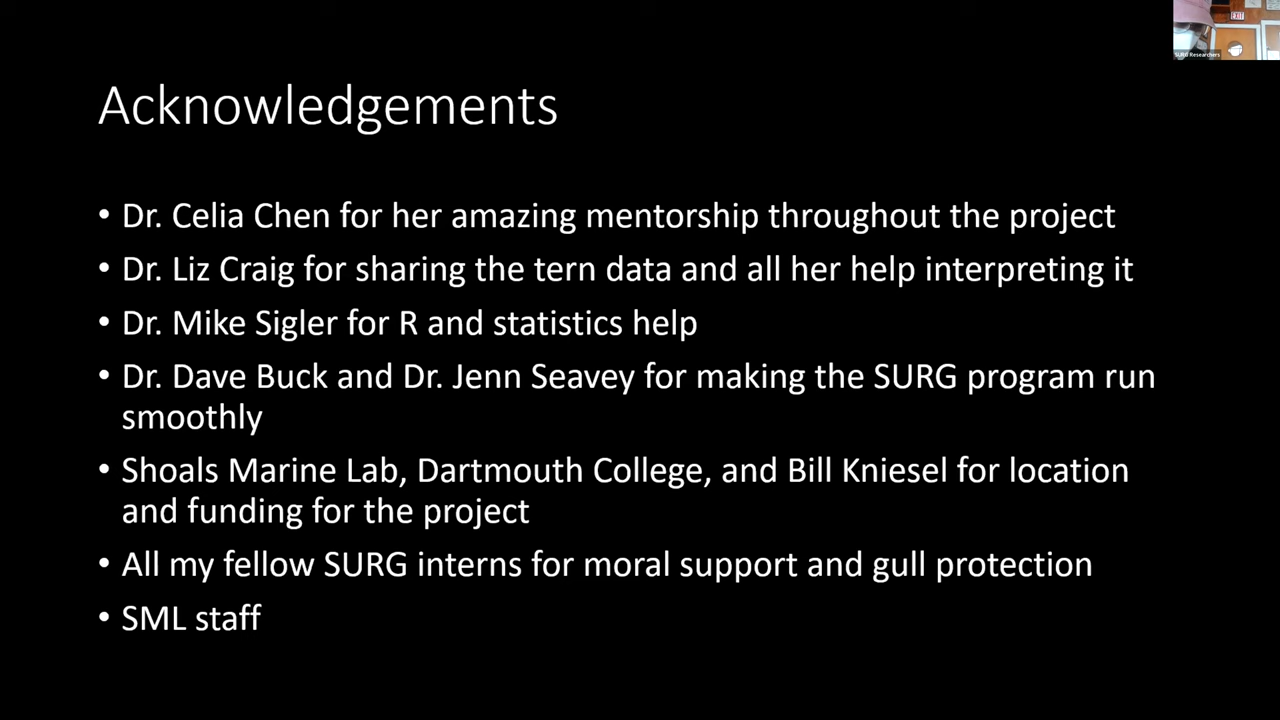 EXIT
SURG Researchers
Acknowledgements
• Dr. Celia Chen for her amazing mentorship throughout the project
• Dr. Liz Craig for sharing the tern data and all her help interpreting it
• Dr. Mike Sigler for R and statistics help
• Dr. Dave Buck and Dr. Jenn Seavey for making the SURG program run
smoothly
• Shoals Marine Lab, Dartmouth College, and Bill Kniesel for location
and funding for the project
• All my fellow SURG interns for moral support and gull protection
• SML staff